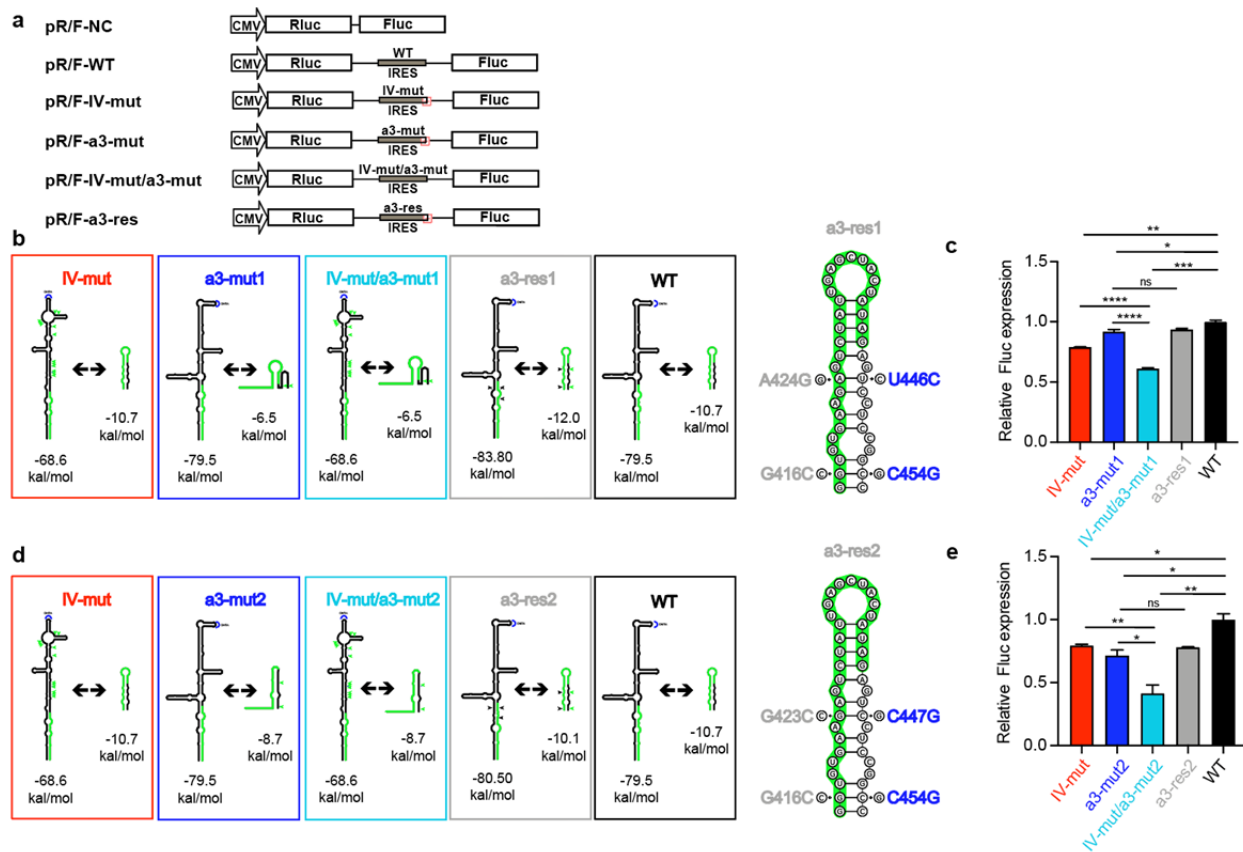 a
pR/F-NC
CMV Rluc Fluc
pR/F-WT
WT
CMV Rluc Fluc
IRES
pR/F-IV-mut
IV-mut
CMV Rluc Fluc
IRES
pR/F-a3-mut
a3-mut
CMV Rluc Fluc
IRES
pR/F-IV-mut/a3-mut
IV-mut/a3-mut
CMV Rluc Fluc
IRES
pR/F-a3-res
a3-res
CMV Rluc Fluc
IRES
b
IV-mut
-10.7
kal/mol
-68.6
kal/mol
a3-mut1
-6.5
kal/mol
-79.5
kal/mol
IV-mut/a3-mut1
-6.5
kal/mol
-68.6
kal/mol
a3-res1
-12.0
kal/mol
-83.80
kal/mol
WT
-10.7
kal/mol
-79.5
kal/mol
a3-res1
A424G G C U446C
G416C C G C454G
c
Relative Fluc expression
1.5
1.0
0.5
0.0
**
*
***
ns
****
****
IV-mut
a3-mut1
IV-mut/a3-mut1
a3-res1
WT
d
IV-mut
-10.7
kal/mol
-68.6
kal/mol
a3-mut2
-8.7
kal/mol
-79.5
kal/mol
IV-mut/a3-mut2
-8.7
kal/mol
-68.6
kal/mol
a3-res2
-10.1
kal/mol
-80.50
kal/mol
WT
-10.7
kal/mol
-79.5
kal/mol
a3-res2
G423C C G C447G
G416C C G C454G
e
Relative Fluc expression
1.5
1.0
0.5
0.0
*
*
**
ns
**
*
IV-mut
a3-mut2
IV-mut/a3-mut2
a3-res2
WT